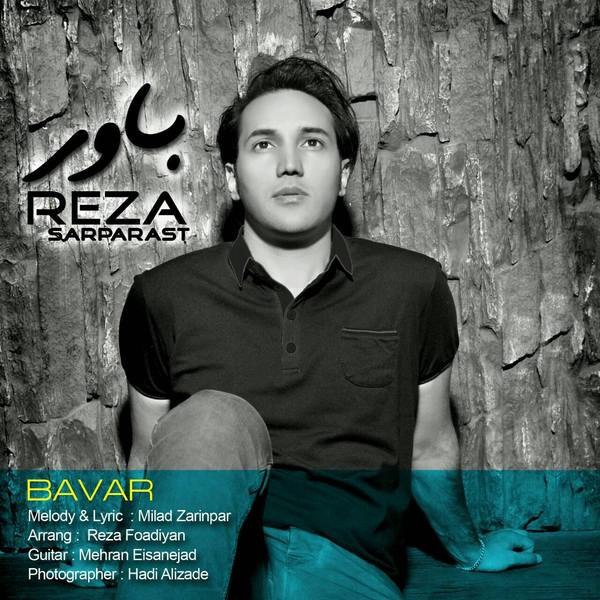 باور
REZA
SARPARAST
BAVAR
Melody & Lyric : Milad Zarinpar
Arrang : Reza Foadiyan
Guitar : Mehran Eisanejad
Photographer : Hadi Alizade